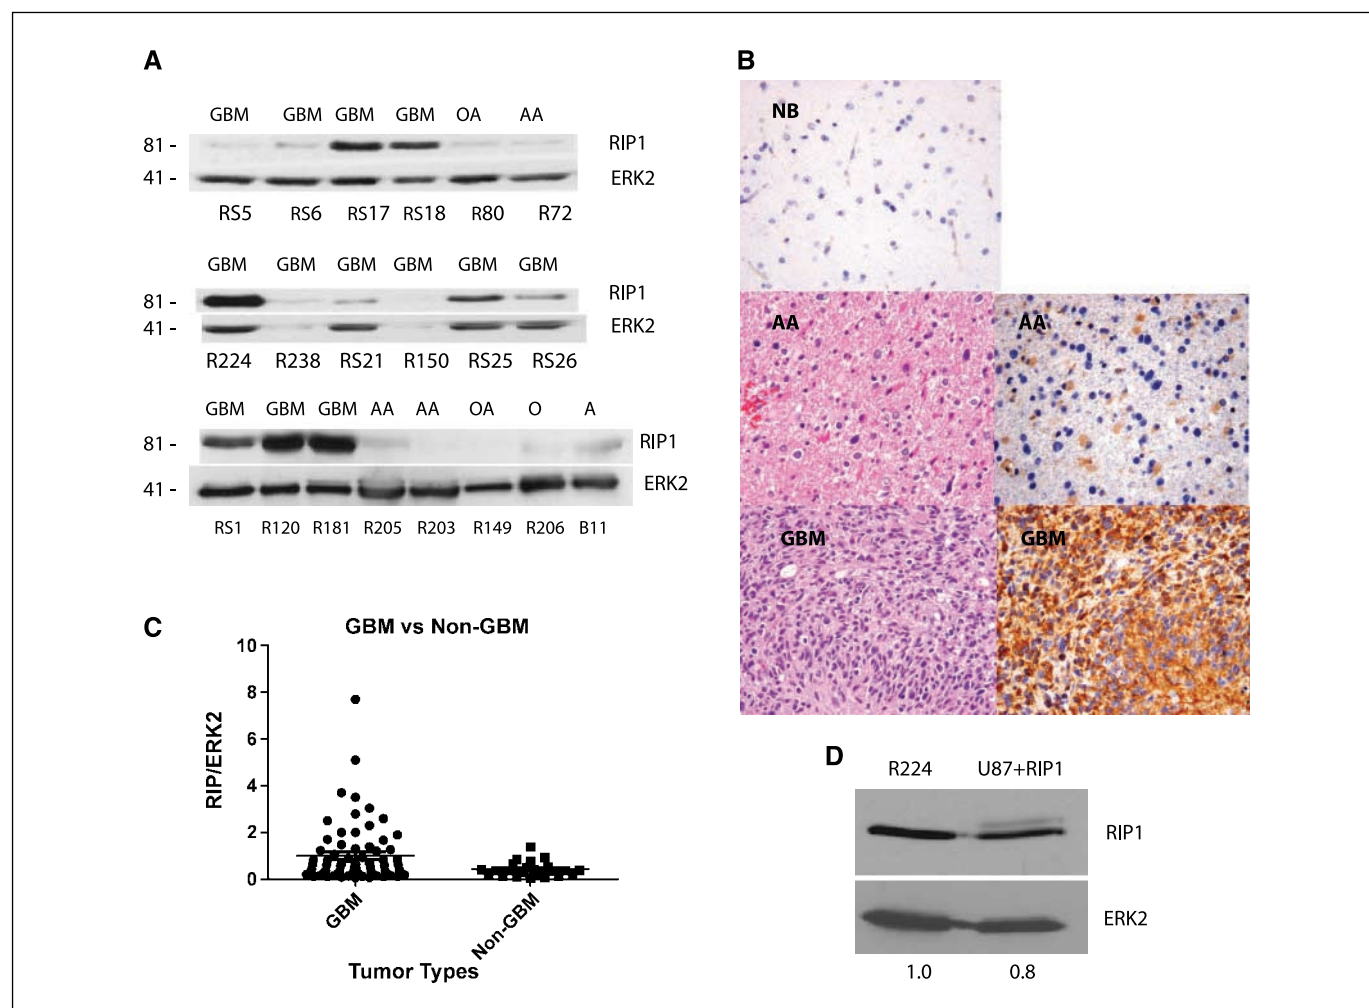 A
GBM GBM GBM GBM OA AA
81 - RIP1
41 - ERK2
RS5 RS6 RS17 RS18 R80 R72
GBM GBM GBM GBM GBM GBM
81 - RIP1
41 - ERK2
R224 R238 RS21 R150 RS25 RS26
GBM GBM GBM AA AA OA O A
81 - RIP1
41 - ERK2
RS1 R120 R181 R205 R203 R149 R206 B11
B
NB
AA AA
GBM GBM
C
GBM vs Non-GBM
10
8
6
4
2
0
RIP/ERK2
GBM Non-GBM
Tumor Types
D
R224 U87+RIP1
RIP1
ERK2
1.0 0.8